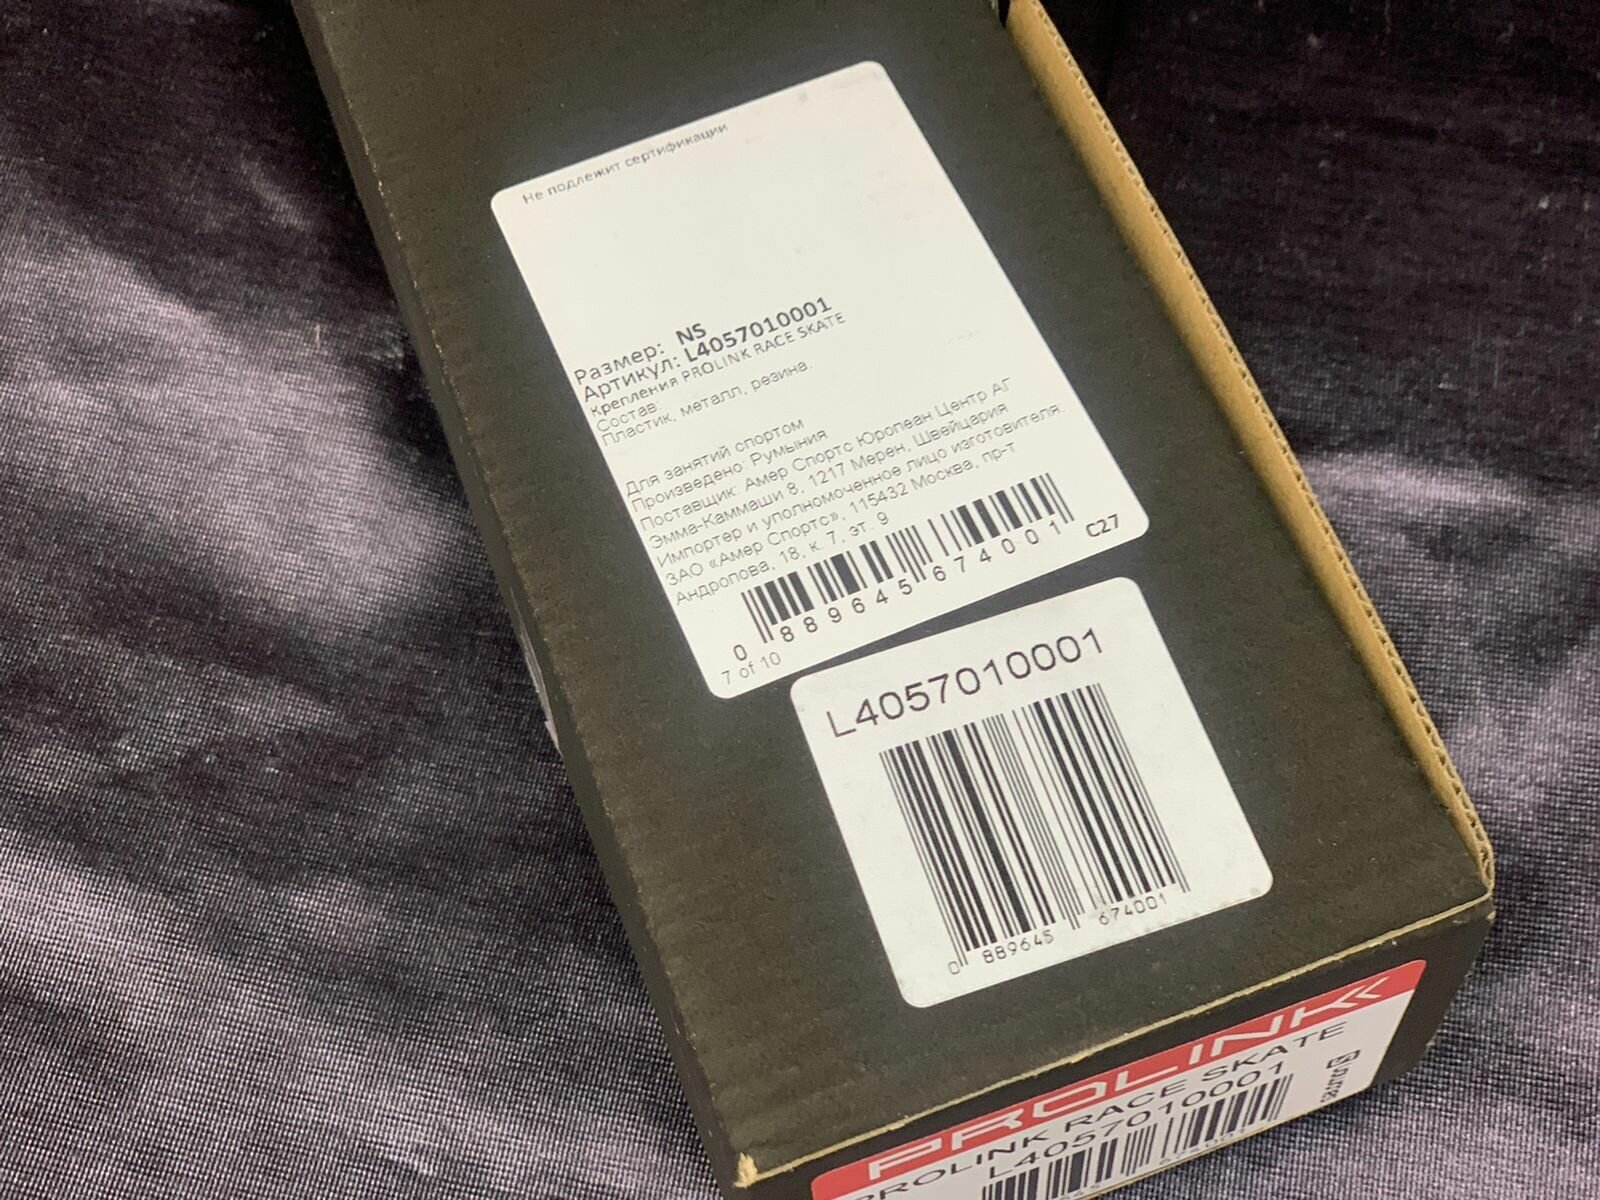 Не подлежит сертификации
Размер: NS
Артикул: L4057010001
Крепления PROLINK RACE SKATE
Состав:
Пластик, металл, резина.
Для занятий спортом
Произведено: Румыния
Поставщик: Амер Спортс Юропеан Центр АГ
Эмма-Каммаши 8, 1217 Мерен, Швейцария
Импортер и уполномоченное лицо изготовителя:
ЗАО «Амер Спортс», 115432 Москва, пр-т
Андропова, 18, к. 7, эт. 9
0 889645674001
C27
7 of 10
L4057010001
0 889645 674001
PROLINK
PROLINK RACE SKATE
L4057010001